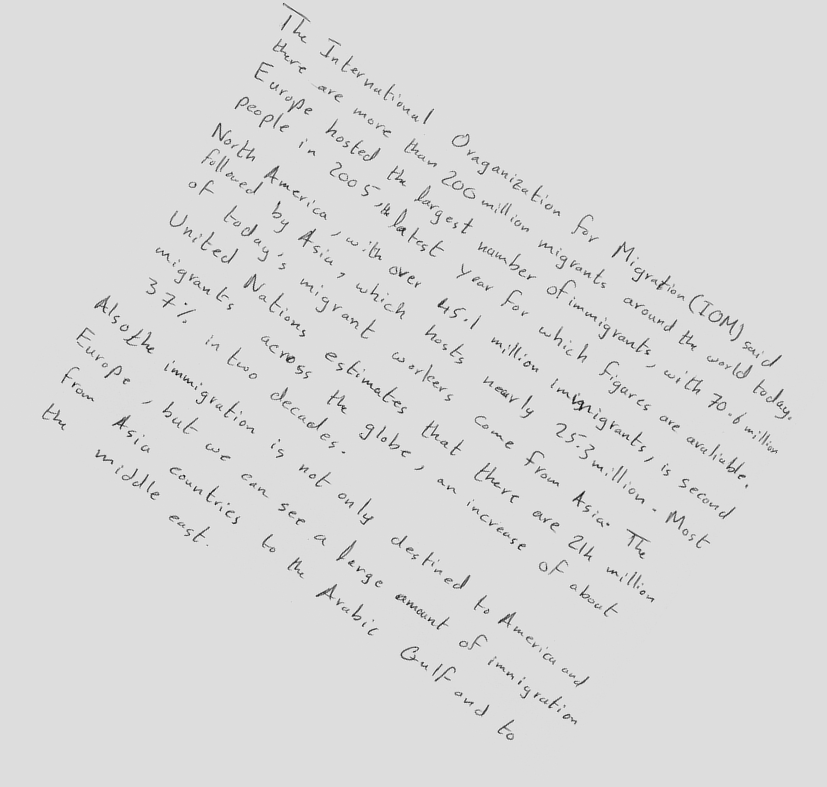 The International Oraganization for Migration (IOM) said
there are more than 200 million migrants around the world today.
Europe hosted the largest number of immigrants, with 70.6 million
people in 2005, the latest year for which figures are avaliable.
North America, with over 45.1 million immigrants, is second
followed by Asia, which hosts nearly 25.3 million. Most
of today's migrant workers come from Asia. The
United Nations estimates that there are 214 million
migrants across the globe, an increase of about
37% in two decades.
Also the immigration is not only destined to America and
Europe, but we can see a large amount of immigration
from Asia countries to the Arabic Gulf and to
the middle east.